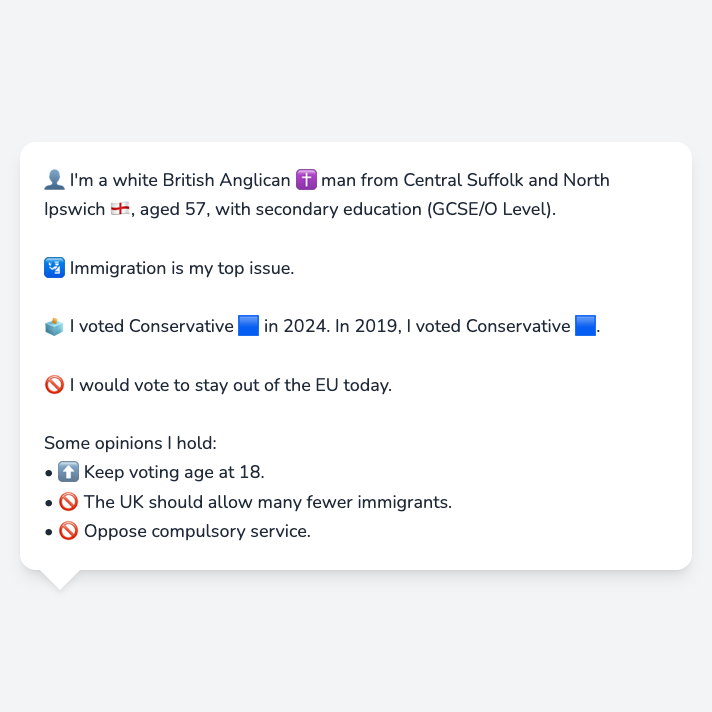 👤 I'm a white British Anglican ✝️ man from Central Suffolk and North
Ipswich 🏴󠁧󠁢󠁥󠁮󠁧󠁿, aged 57, with secondary education (GCSE/O Level).
🛂 Immigration is my top issue.
🗳️ I voted Conservative 🟦 in 2024. In 2019, I voted Conservative 🟦.
🚫 I would vote to stay out of the EU today.
Some opinions I hold:
• ⬆️ Keep voting age at 18.
• 🚫 The UK should allow many fewer immigrants.
• 🚫 Oppose compulsory service.